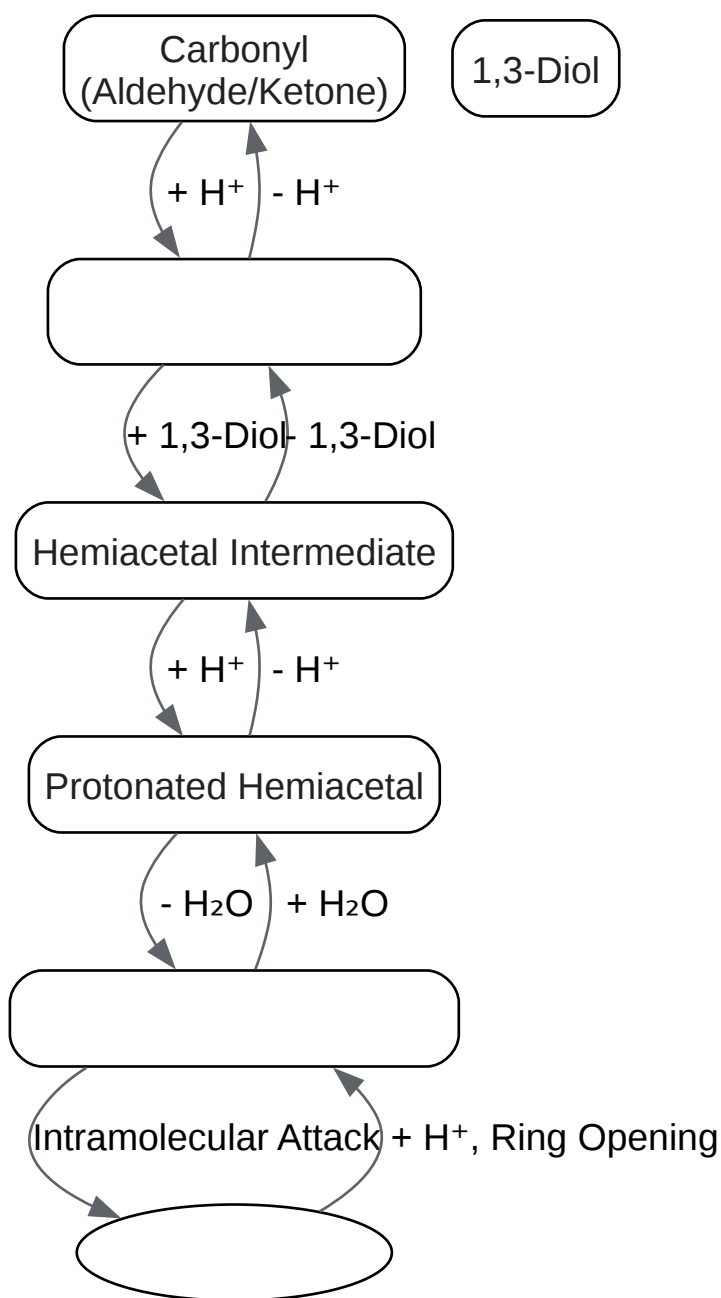 Carbonyl
(Aldehyde/Ketone)
1,3-Diol
+ H⁺
- H⁺
+ 1,3-Diol
- 1,3-Diol
Hemiacetal Intermediate
+ H⁺
- H⁺
Protonated Hemiacetal
- H₂O
+ H₂O
Intramolecular Attack
+ H⁺, Ring Opening